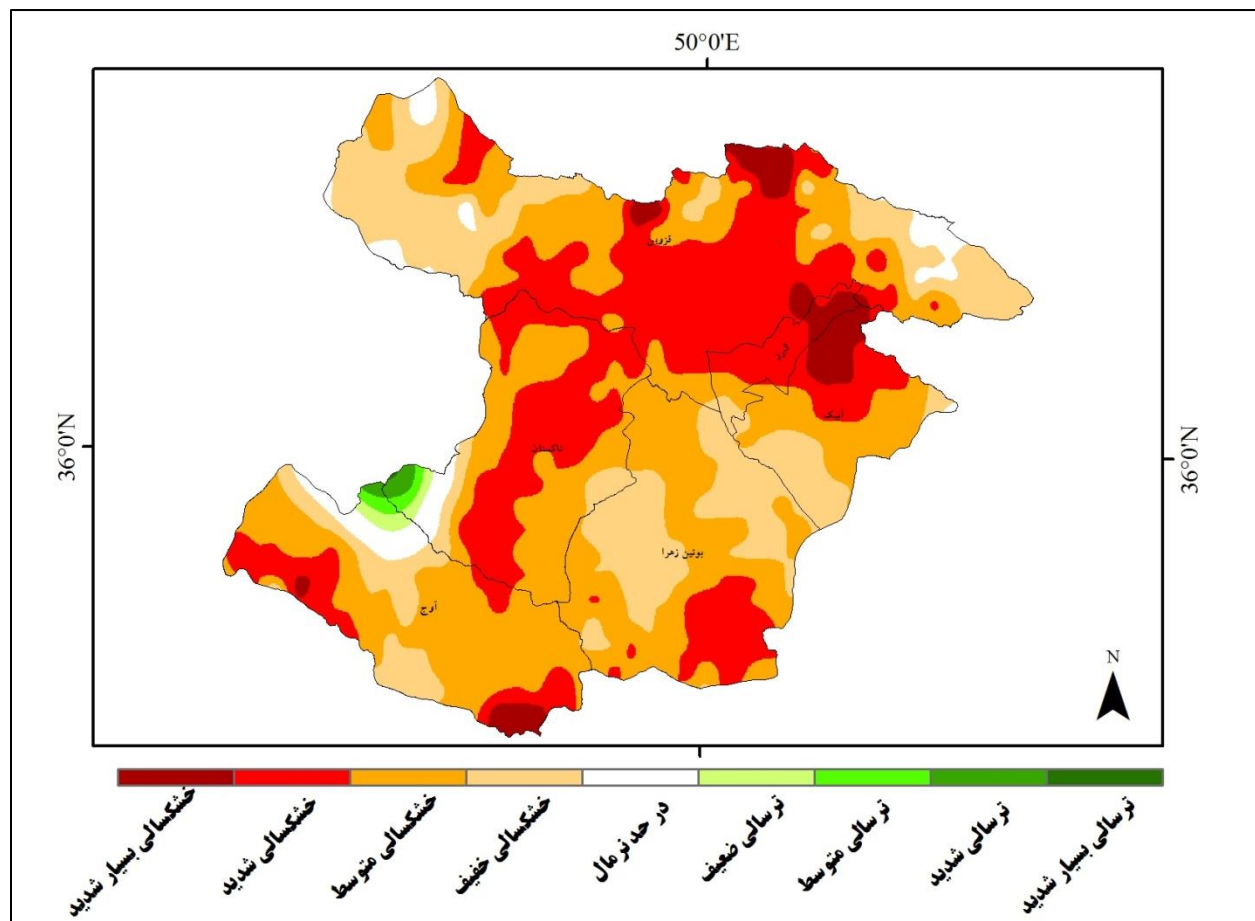 50°0'E
قزوین
البرز
آبیک
36°0'N
36°0'N
تاکستان
بوئین زهرا
آوج
N
خشکسالی بسیار شدید
خشکسالی شدید
خشکسالی متوسط
خشکسالی خفیف
در حد نرمال
ترسالی ضعیف
ترسالی متوسط
ترسالی شدید
ترسالی بسیار شدید